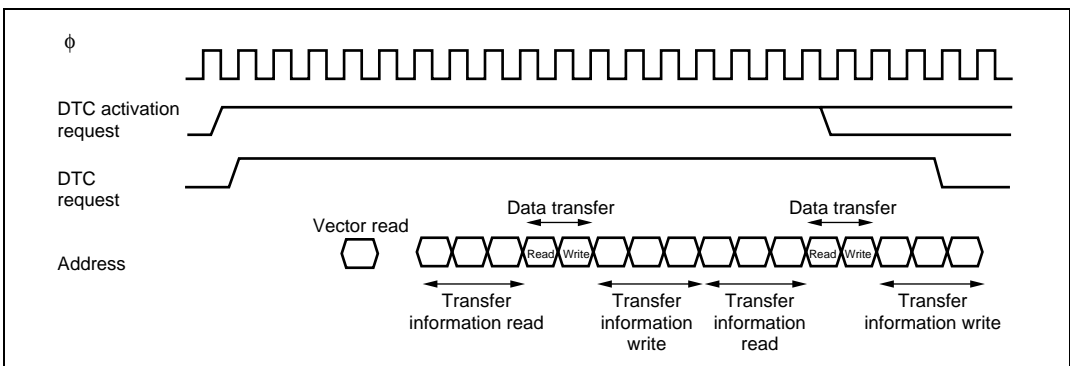 ϕ
DTC activation
request
DTC
request
Data transfer
Data transfer
Vector read
Address
Read
Write
Read
Write
Transfer
information read
Transfer
information
write
Transfer
information
read
Transfer
information write